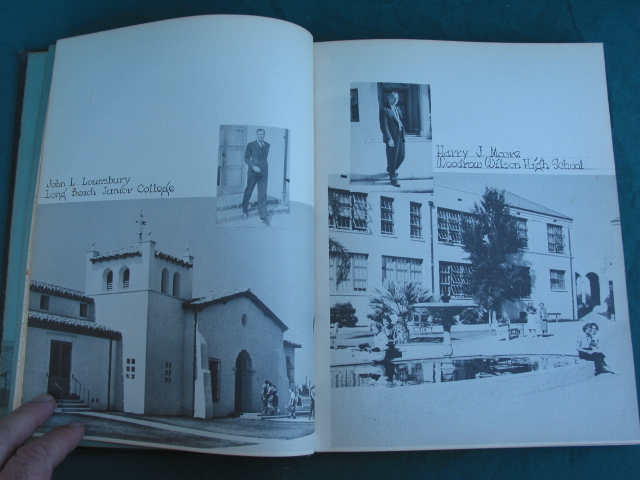 John L. Lounsbury
Long Beach Junior College
Harry J. Moore
Woodrow Wilson High School